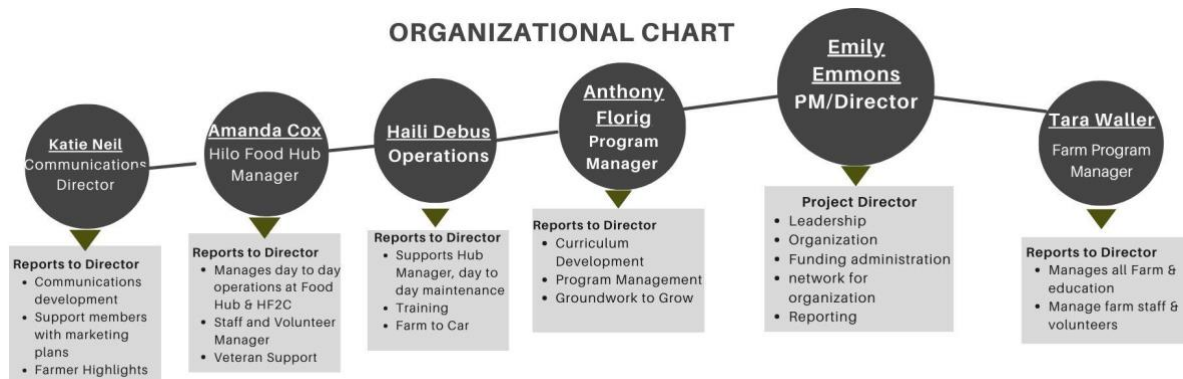 ORGANIZATIONAL CHART
Katie Neil
Communications
Director
Reports to Director
• Communications
development
• Support members
with marketing
plans
• Farmer Highlights
Amanda Cox
Hilo Food Hub
Manager
Reports to Director
• Manages day to day
operations at Food
Hub & HF2C
• Staff and Volunteer
Manager
• Veteran Support
Haili Debus
Operations
Reports to Director
• Supports Hub
Manager, day to
day maintenance
• Training
• Farm to Car
Anthony
Florig
Program
Manager
Reports to Director
• Curriculum
Development
• Program Management
• Groundwork to Grow
Emily
Emmons
PM/Director
Project Director
• Leadership
• Organization
• Funding administration
• network for
organization
• Reporting
Tara Waller
Farm Program
Manager
Reports to Director
• Manages all Farm &
education
• Manage farm staff &
volunteers